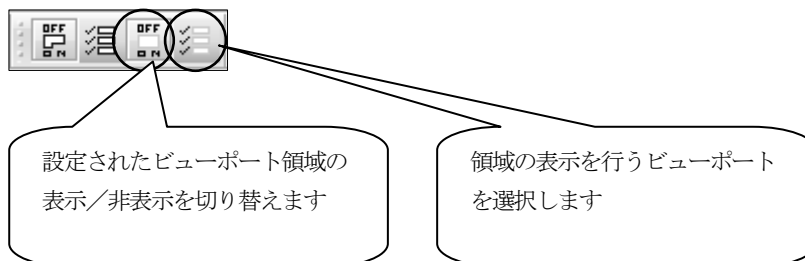 OFF
ON
OFF
ON
設定されたビューポート領域の
表示／非表示を切り替えます
領域の表示を行うビューポート
を選択します